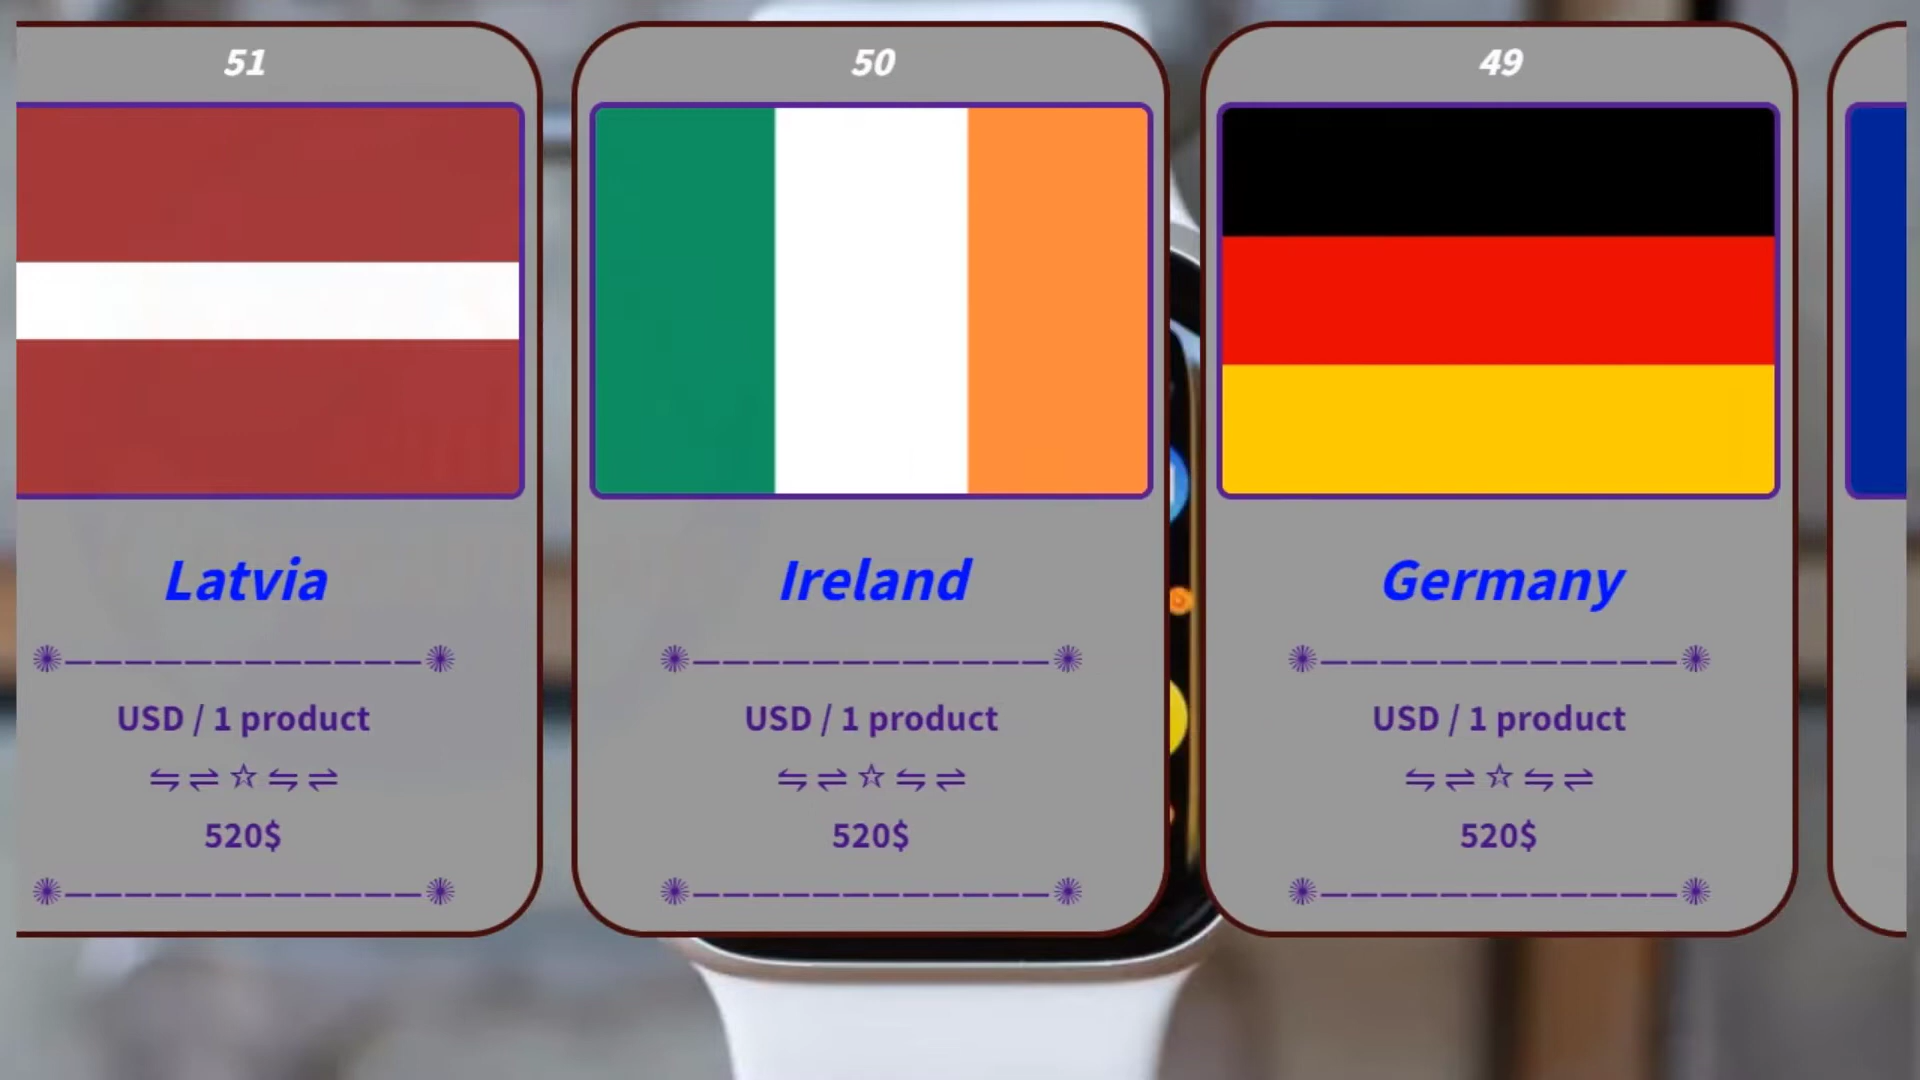 51
Latvia
✺————————————✺
USD / 1 product
⇋ ⇌ ☆ ⇋ ⇌
520$
✺————————————✺
50
Ireland
✺————————————✺
USD / 1 product
⇋ ⇌ ☆ ⇋ ⇌
520$
✺————————————✺
49
Germany
✺————————————✺
USD / 1 product
⇋ ⇌ ☆ ⇋ ⇌
520$
✺————————————✺